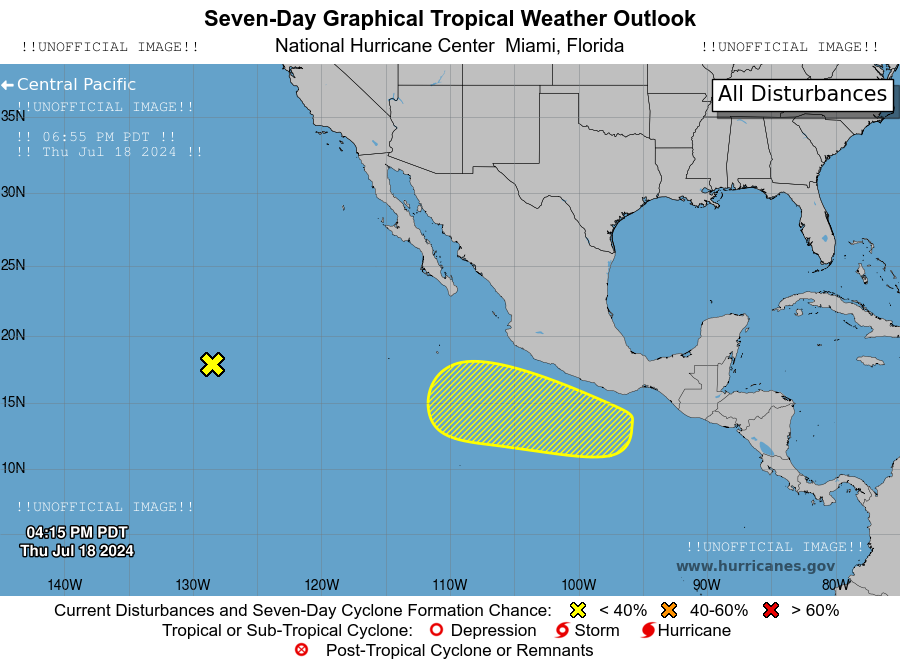 Seven-Day Graphical Tropical Weather Outlook
!!UNOFFICIAL IMAGE!! National Hurricane Center  Miami, Florida !!UNOFFICIAL IMAGE!!
Central Pacific
All Disturbances
!!UNOFFICIAL IMAGE!!
35N
!! 06:55 PM PDT !!
!! Thu Jul 18 2024 !!
30N
25N
20N
15N
10N
!!UNOFFICIAL IMAGE!!
04:15 PM PDT
Thu Jul 18 2024
!!UNOFFICIAL IMAGE!!
www.hurricanes.gov
140W 130W 120W 110W 100W 90W 80W
Current Disturbances and Seven-Day Cyclone Formation Chance: < 40% 40-60% > 60%
Tropical or Sub-Tropical Cyclone: Depression Storm Hurricane
Post-Tropical Cyclone or Remnants